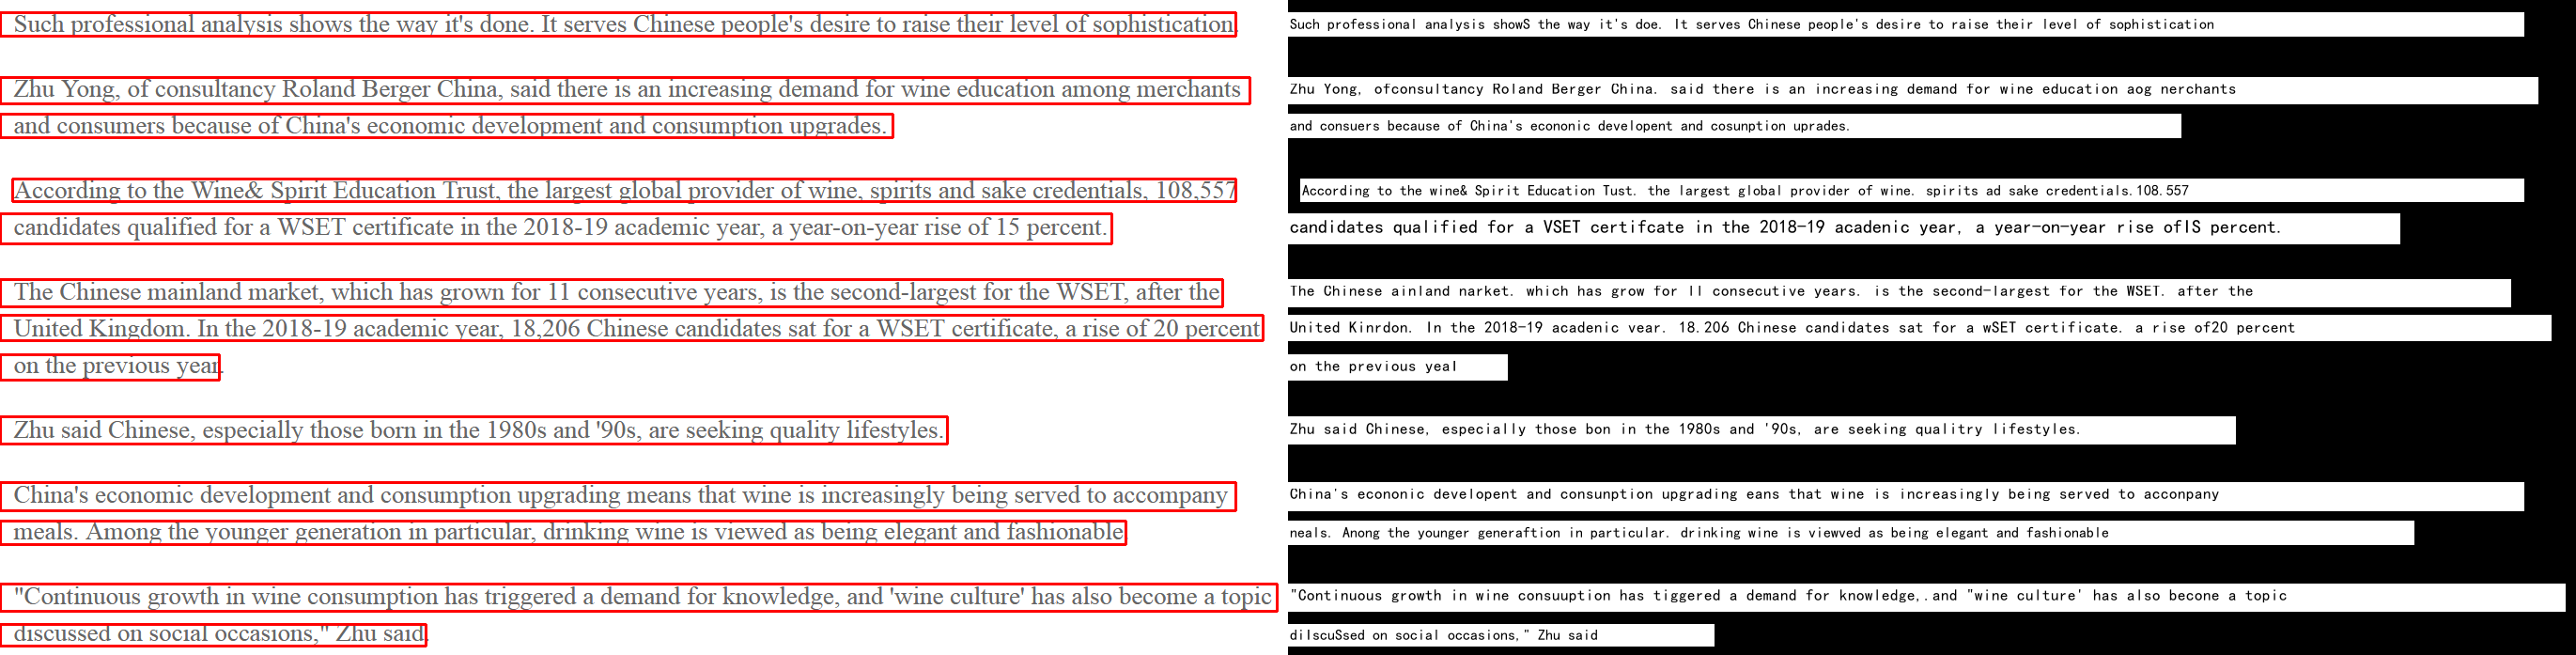 Such professional analysis shows the way it's done. It serves Chinese people's desire to raise their level of sophistication.
Zhu Yong, of consultancy Roland Berger China, said there is an increasing demand for wine education among merchants
and consumers because of China's economic development and consumption upgrades.
According to the Wine& Spirit Education Trust, the largest global provider of wine, spirits and sake credentials, 108,557
candidates qualified for a WSET certificate in the 2018-19 academic year, a year-on-year rise of 15 percent.
The Chinese mainland market, which has grown for 11 consecutive years, is the second-largest for the WSET, after the
United Kingdom. In the 2018-19 academic year, 18,206 Chinese candidates sat for a WSET certificate, a rise of 20 percent
on the previous year.
Zhu said Chinese, especially those born in the 1980s and '90s, are seeking quality lifestyles.
China's economic development and consumption upgrading means that wine is increasingly being served to accompany
meals. Among the younger generation in particular, drinking wine is viewed as being elegant and fashionable.
"Continuous growth in wine consumption has triggered a demand for knowledge, and 'wine culture' has also become a topic
discussed on social occasions," Zhu said.
Such professional analysis showS the way it's doe. It serves Chinese people's desire to raise their level of sophistication
Zhu Yong, ofconsultancy Roland Berger China. said there is an increasing demand for wine education aog nerchants
and consuers because of China's econonic developent and cosunption uprades.
According to the wine& Spirit Education Tust. the largest global provider of wine. spirits ad sake credentials.108.557
candidates qualified for a VSET certifcate in the 2018-19 acadenic year, a year-on-year rise ofIS percent.
The Chinese ainland narket. which has grow for ll consecutive years. is the second-largest for the WSET. after the
United Kinrdon. In the 2018-19 acadenic vear. 18.206 Chinese candidates sat for a wSET certificate. a rise of20 percent
on the previous yeal
Zhu said Chinese, especially those bon in the 1980s and '90s, are seeking qualitry lifestyles.
China's econonic developent and consunption upgrading eans that wine is increasingly being served to acconpany
neals. Among the younger generaftion in particular. drinking wine is viewved as being elegant and fashionable
"Continuous growth in wine consuuption has tiggered a demand for knowledge,.and "wine culture' has also becone a topic
dilscuSsed on social occasions," Zhu said